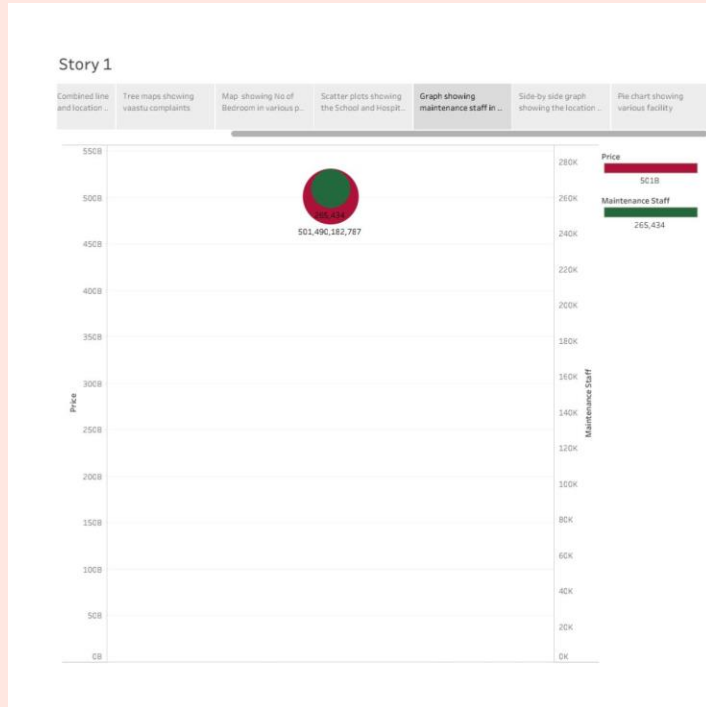 Story 1
Combined line
and location ..
Tree maps showing
vaastu complaints
Map showing No of
Bedroom in various p..
Scatter plots showing
the School and Hospit..
Graph showing
maintenance staff in ..
Side-by side graph
showing the location ..
Pie chart showing
various facility
550B
500B
450B
400B
350B
300B
250B
200B
150B
100B
50B
0B
Price
265,434
501,490,182,787
280K
260K
240K
220K
200K
180K
160K
140K
120K
100K
80K
60K
40K
20K
0K
Maintenance Staff
Price
501B
Maintenance Staff
265,434